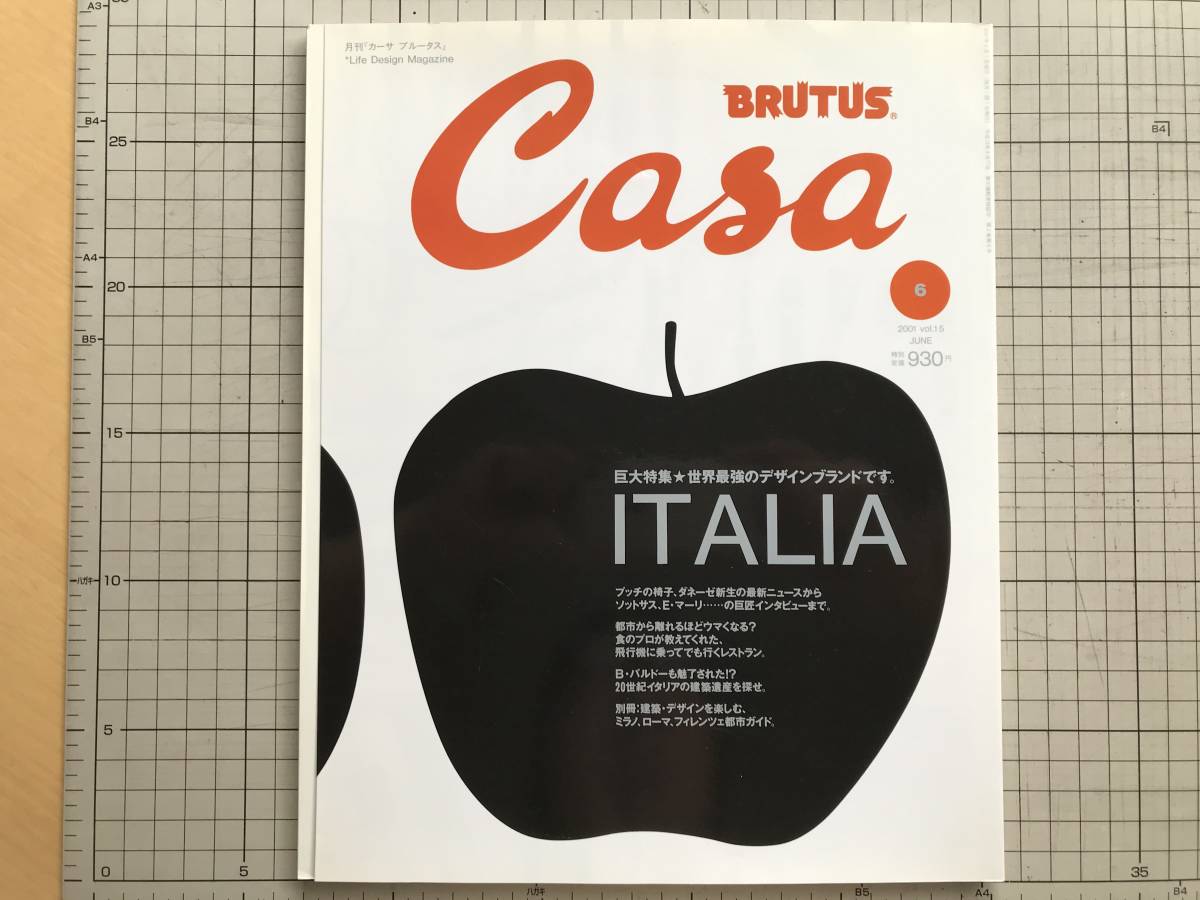 月刊『カーサ ブルータス』
*Life Design Magazine
BRUTUS®
Casa
6
2001 vol.15
JUNE
特別
定価 930円
巨大特集★世界最強のデザインブランドです。
ITALIA
プッチの椅子、ダネーゼ新生の最新ニュースから
ソットサス、E・マーリ……の巨匠インタビューまで。
都市から離れるほどウマくなる?
食のプロが教えてくれた、
飛行機に乗ってでも行くレストラン。
B・バルドーも魅了された!?
20世紀イタリアの建築遺産を探せ。
別冊:建築・デザインを楽しむ、
ミラノ、ローマ、フィレンツェ都市ガイド。
A3
B4
25
A4
20
B5
15
ハガキ
10
5
0
5
ハガキ
B5
A4
35
B4
B4